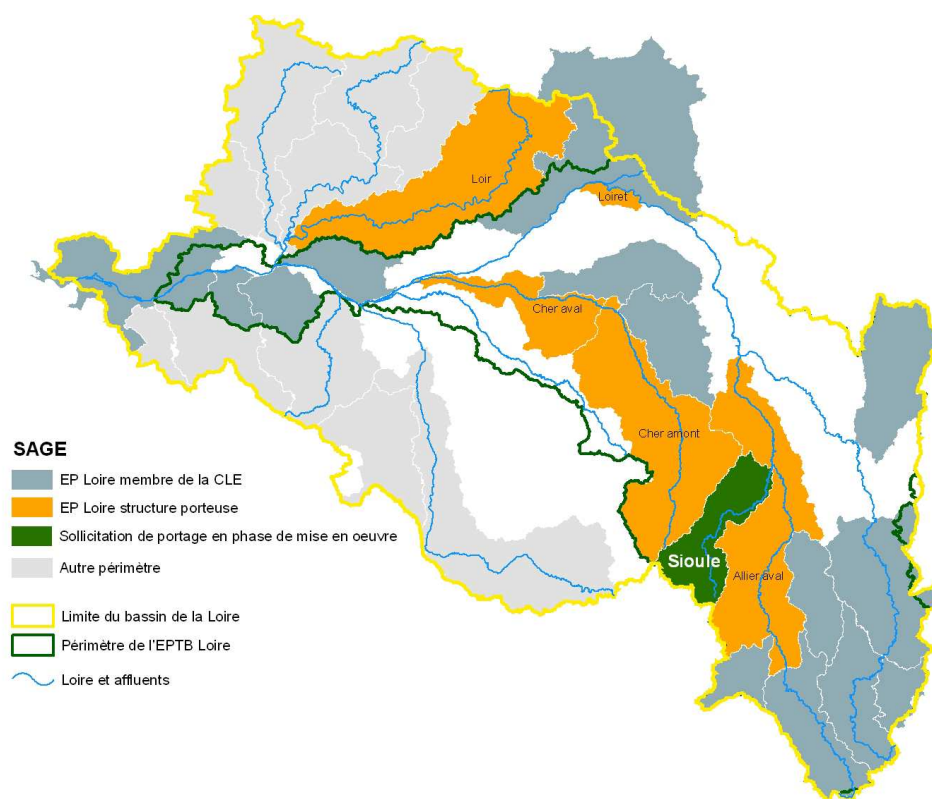 Loir
Loiret
Cher aval
Cher amont
Sioule
Allier aval
SAGE
EP Loire membre de la CLE
EP Loire structure porteuse
Sollicitation de portage en phase de mise en oeuvre
Autre périmètre
Limite du bassin de la Loire
Périmètre de l'EPTB Loire
Loire et affluents